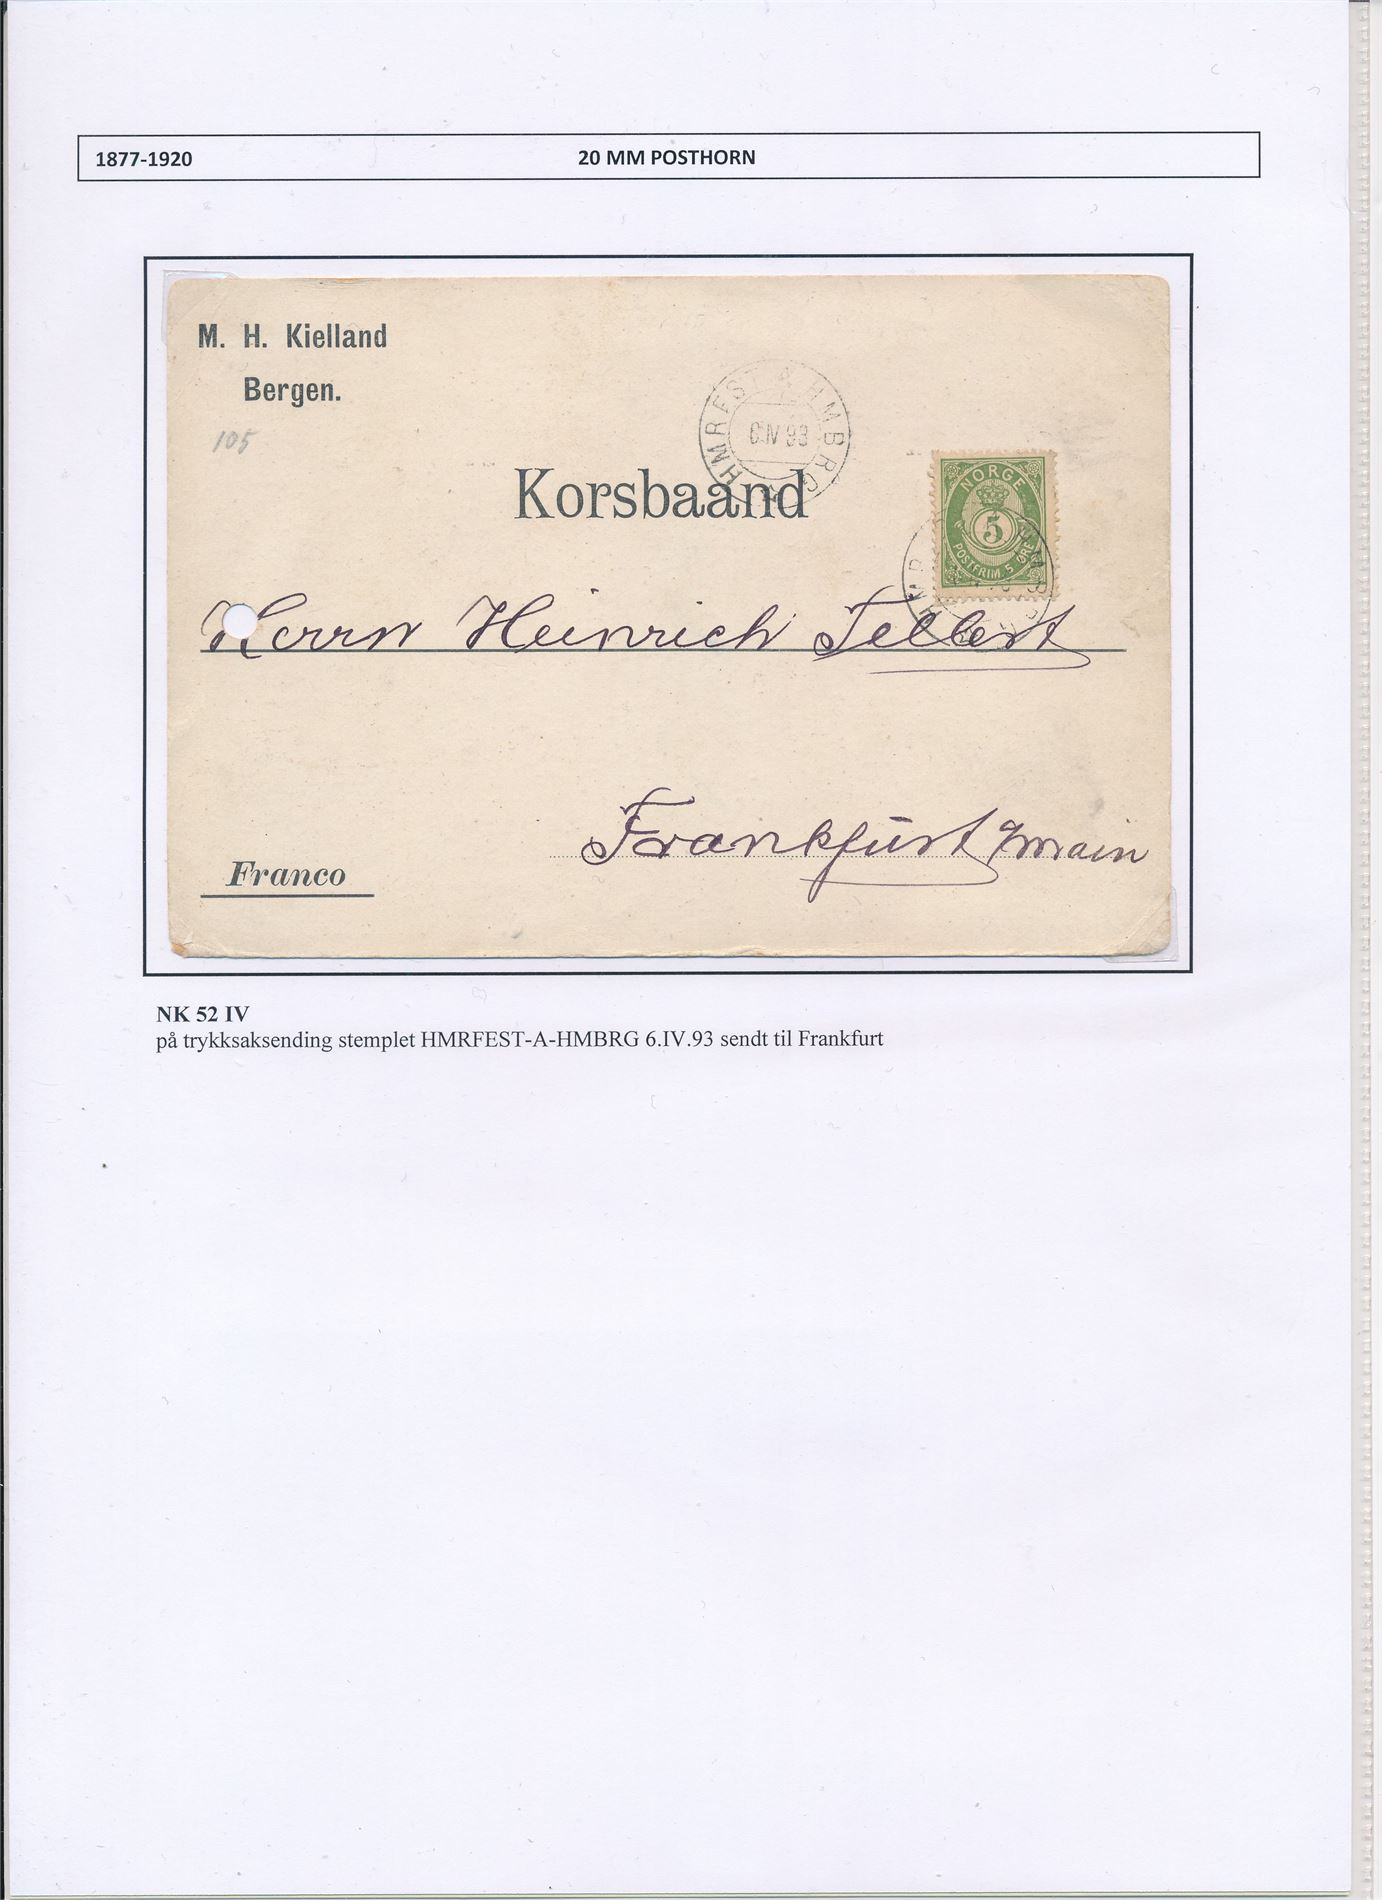 1877-1920
20 MM POSTHORN
M. H. Kielland
Bergen.
105
HMRFEST A HMBRG
6 IV 93
Korsbaand
NORGE
5
POSTFRIM. 5 ØRE
Herrn Heinrich
Frankfurt a/main
Franco
NK 52 IV
på trykksaksending stemplet HMRFEST-A-HMBRG 6.IV.93 sendt til Frankfurt